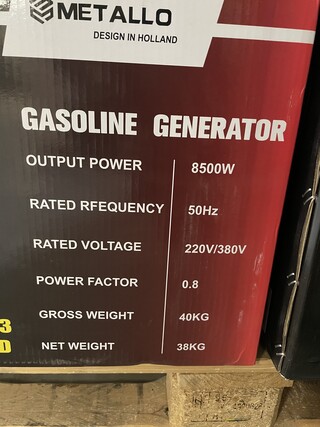 METALLO
DESIGN IN HOLLAND
GASOLINE GENERATOR
OUTPUT POWER 8500W
RATED RFEQUENCY 50Hz
RATED VOLTAGE 220V/380V
POWER FACTOR 0.8
GROSS WEIGHT 40KG
NET WEIGHT 38KG
3